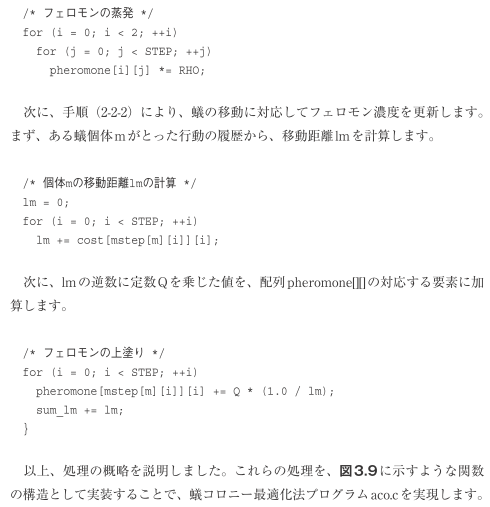 /* フェロモンの蒸発 */
for (i = 0; i < 2; ++i)
for (j = 0; j < STEP; ++j)
pheromone[i][j] *= RHO;
次に、手順（2-2-2）により、蟻の移動に対応してフェロモン濃度を更新します。
まず、ある蟻個体mがとった行動の履歴から、移動距離lmを計算します。
/* 個体mの移動距離lmの計算 */
lm = 0;
for (i = 0; i < STEP; ++i)
lm += cost[mstep[m][i]][i];
次に、lmの逆数に定数Qを乗じた値を、配列pheromone[][]の対応する要素に加
算します。
/* フェロモンの上塗り */
for (i = 0; i < STEP; ++i)
pheromone[mstep[m][i]][i] += Q * (1.0 / lm);
sum_lm += lm;
}
以上、処理の概略を説明しました。これらの処理を、図3.9に示すような関数
の構造として実装することで、蟻コロニー最適化法プログラムaco.cを実現します。